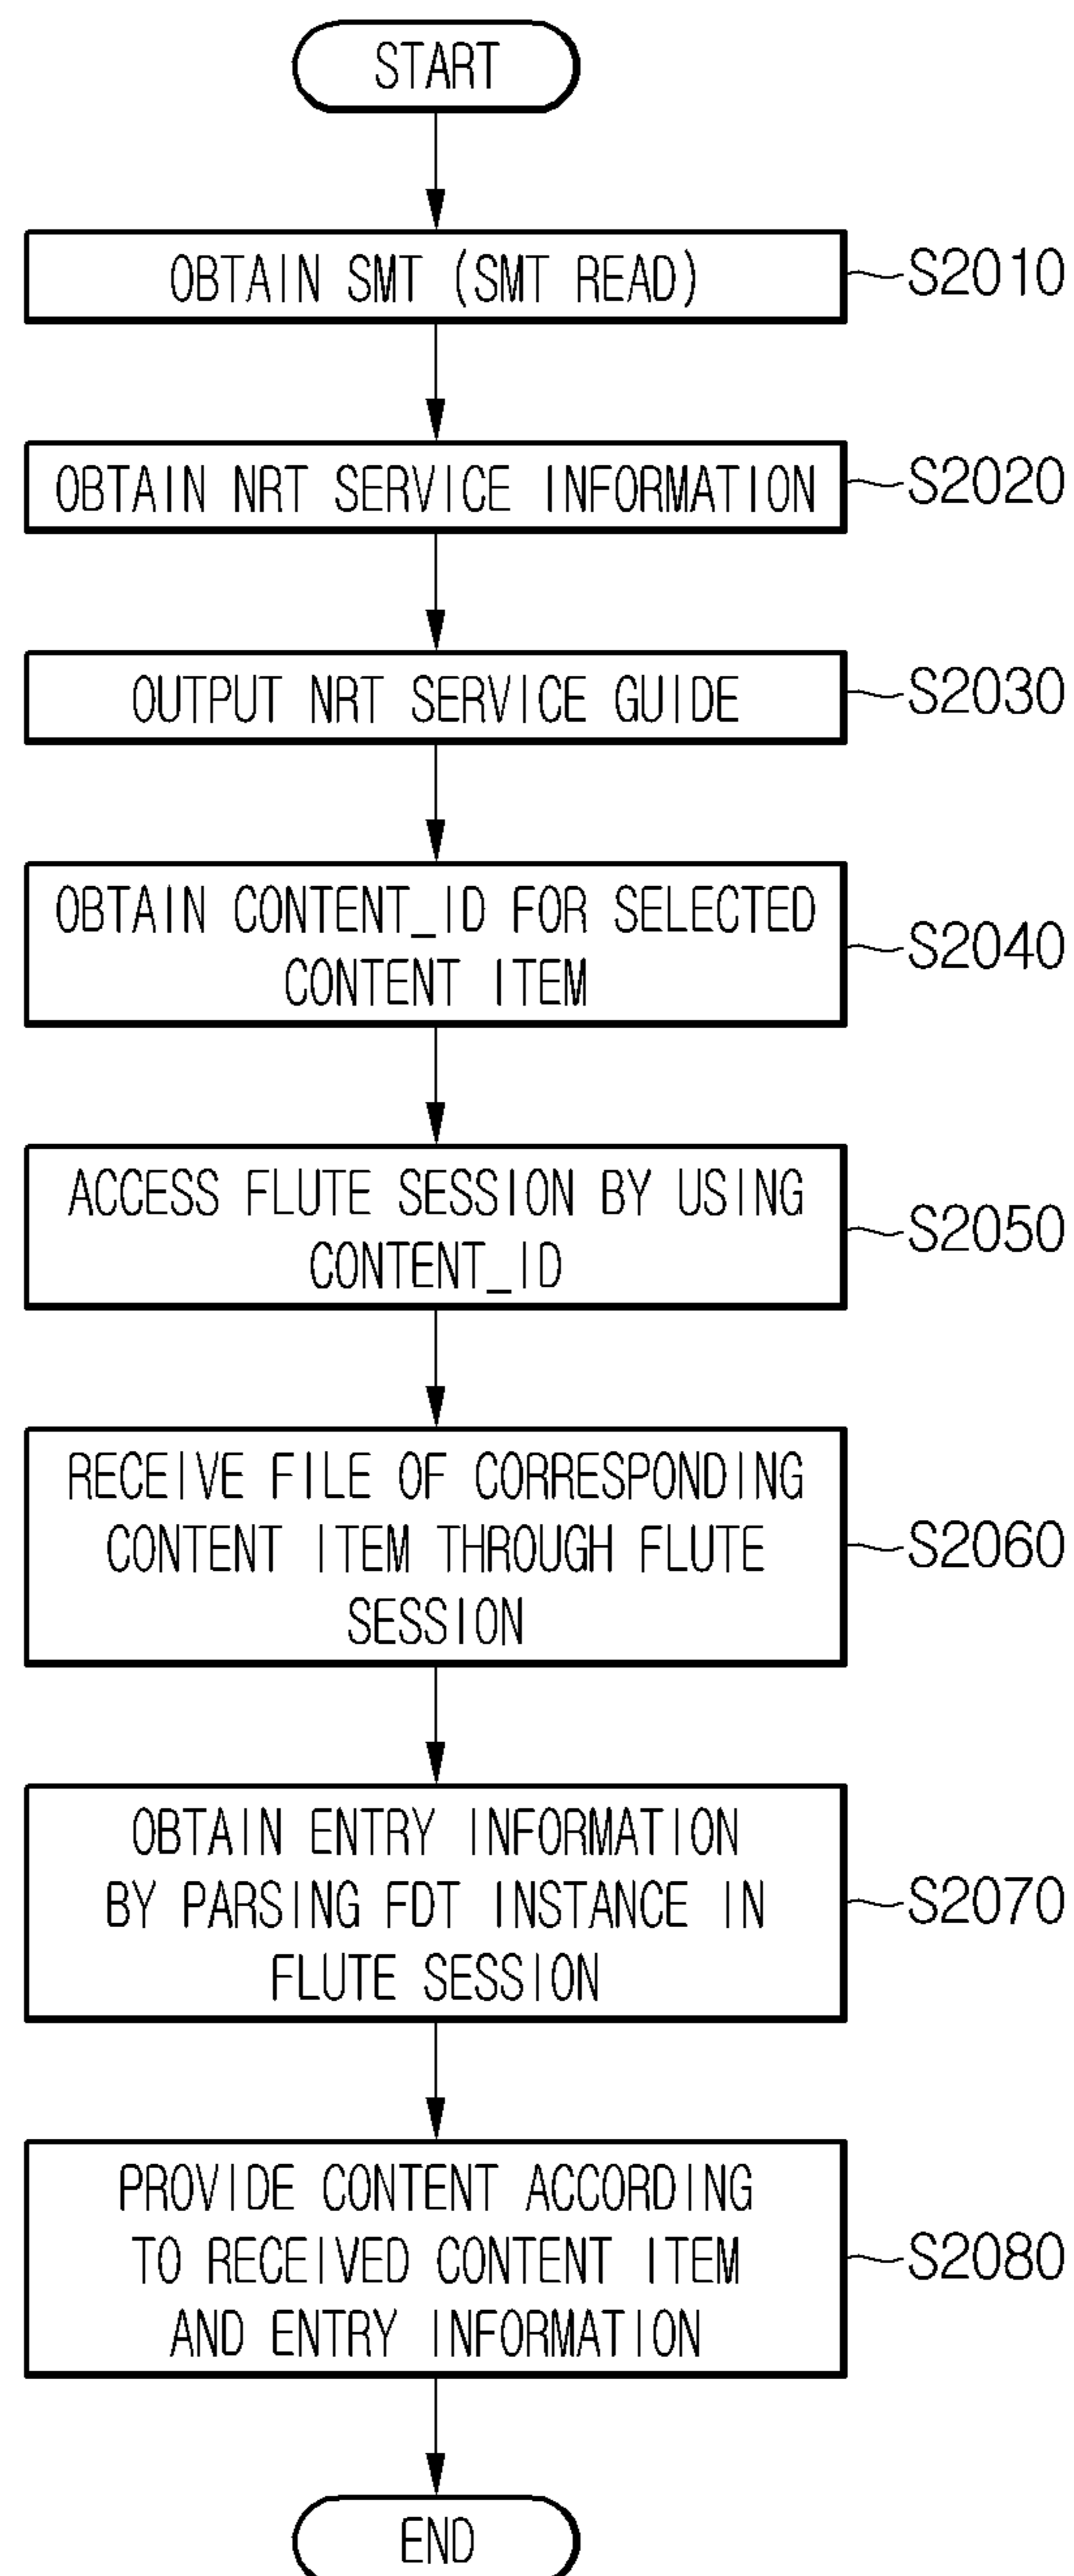 START
OBTAIN SMT (SMT READ)
S2010
OBTAIN NRT SERVICE INFORMATION
S2020
OUTPUT NRT SERVICE GUIDE
S2030
OBTAIN CONTENT_ID FOR SELECTED
CONTENT ITEM
S2040
ACCESS FLUTE SESSION BY USING
CONTENT_ID
S2050
RECEIVE FILE OF CORRESPONDING
CONTENT ITEM THROUGH FLUTE
SESSION
S2060
OBTAIN ENTRY INFORMATION
BY PARSING FDT INSTANCE IN
FLUTE SESSION
S2070
PROVIDE CONTENT ACCORDING
TO RECEIVED CONTENT ITEM
AND ENTRY INFORMATION
S2080
END